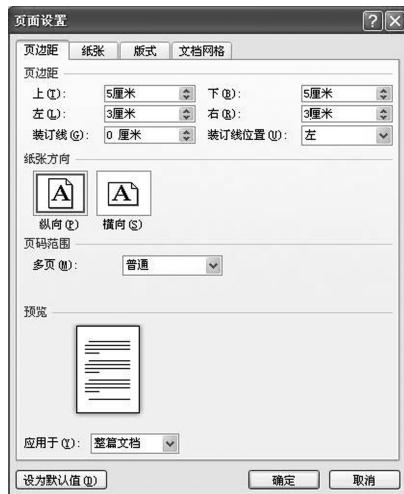 页面设置
页边距 纸张 版式 文档网格
页边距
上(T): 5厘米 下(B): 5厘米
左(L): 3厘米 右(R): 3厘米
装订线(G): 0 厘米 装订线位置(U): 左
纸张方向
A A
纵向(P) 横向(S)
页码范围
多页(M): 普通
预览
应用于(Y): 整篇文档
设为默认值(D) 确定 取消